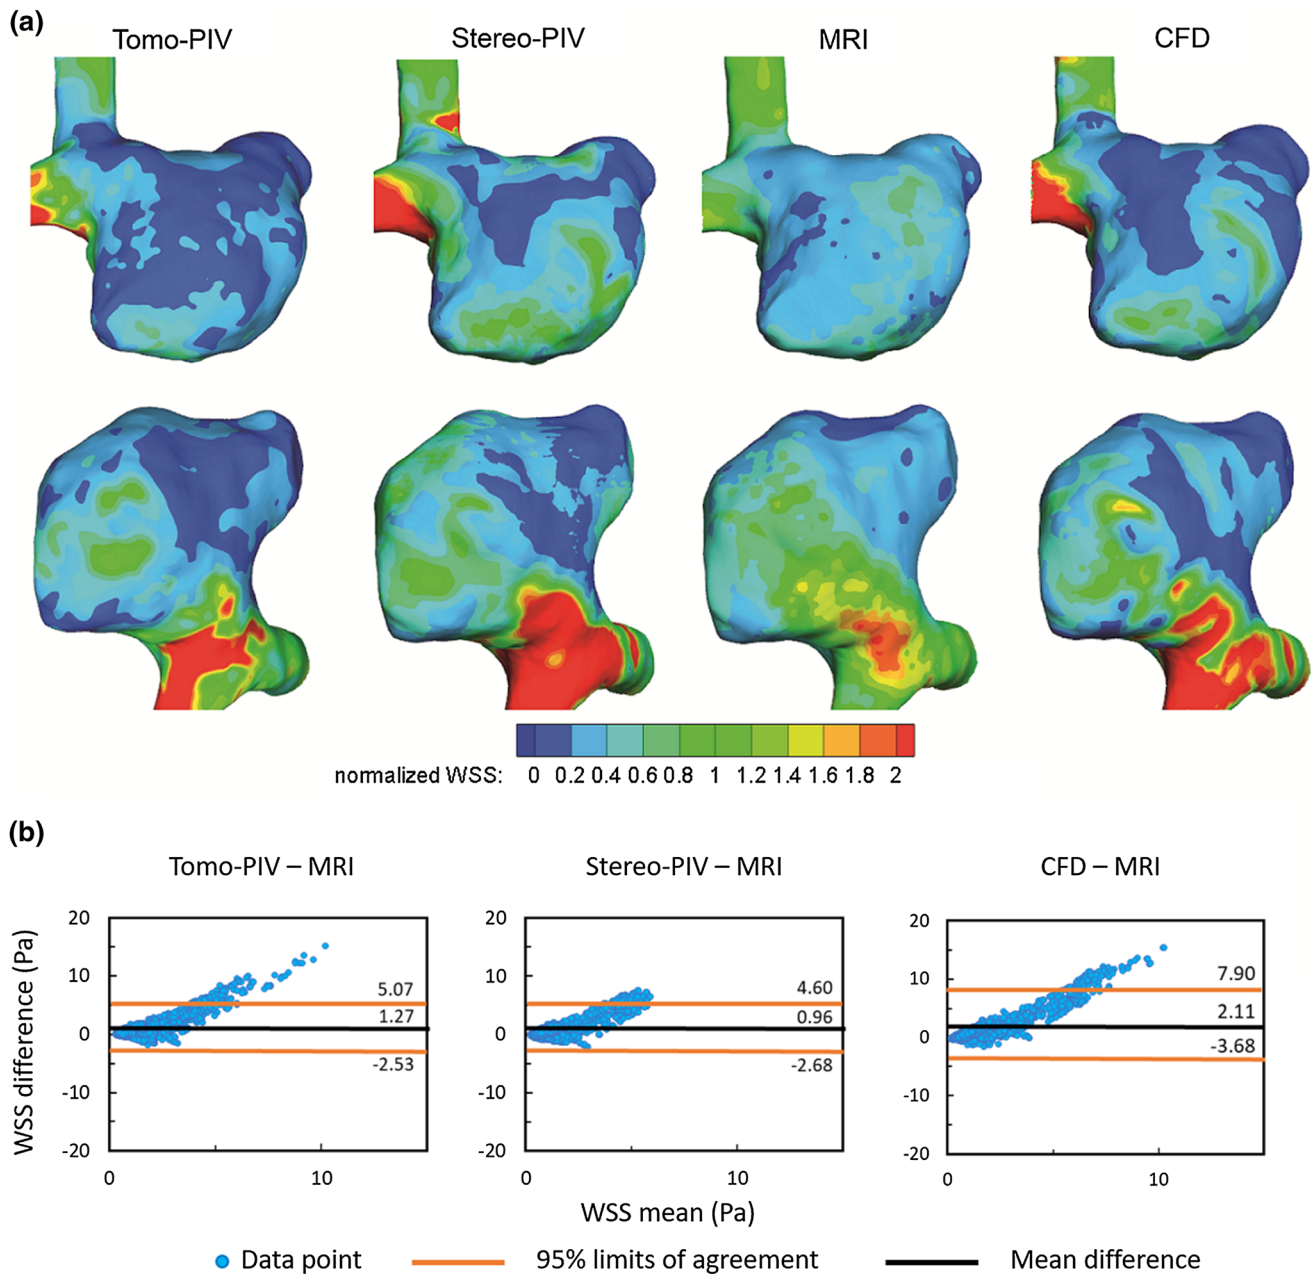 (a)
Tomo-PIV Stereo-PIV MRI CFD
normalized WSS: 0 0.2 0.4 0.6 0.8 1 1.2 1.4 1.6 1.8 2
(b)
Tomo-PIV – MRI
WSS difference (Pa)
20
10
0
-10
-20
5.07
1.27
-2.53
0 10
Stereo-PIV – MRI
20
10
0
-10
-20
4.60
0.96
-2.68
0 10
CFD – MRI
20
10
0
-10
-20
7.90
2.11
-3.68
0 10
WSS mean (Pa)
Data point 95% limits of agreement Mean difference